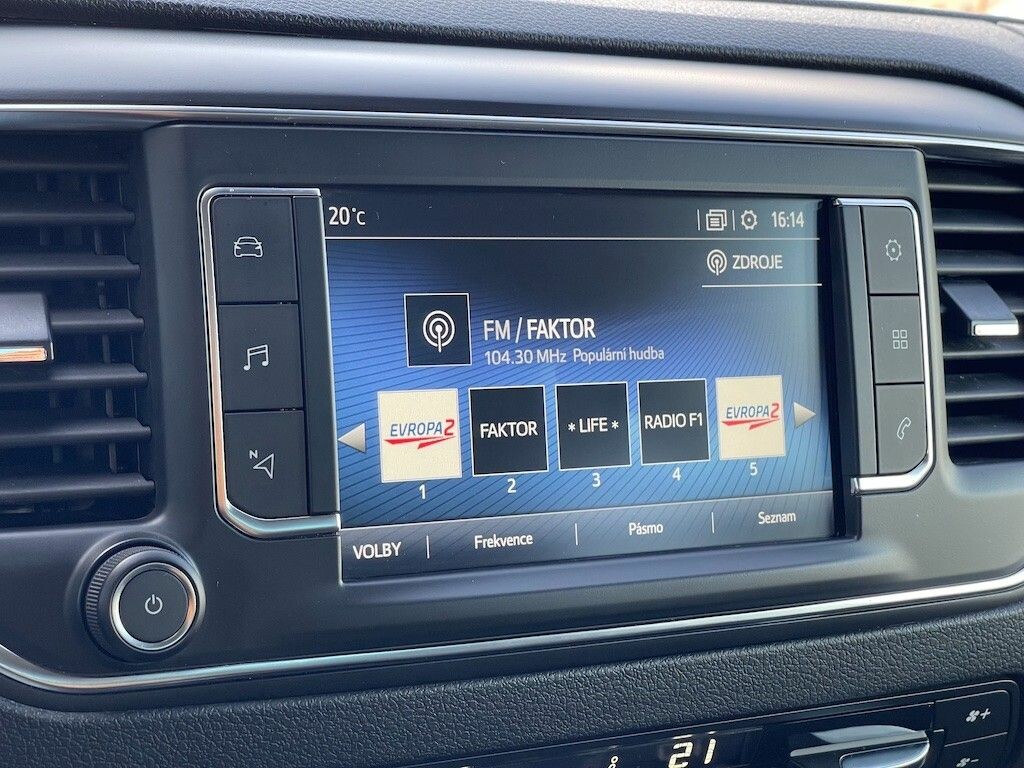 20°C
16:14
ZDROJE
FM / FAKTOR
104.30 MHz Populární hudba
EVROPA2
FAKTOR
* LIFE *
RADIO F1
EVROPA2
1
2
3
4
5
VOLBY
Frekvence
Pásmo
Seznam
N
21